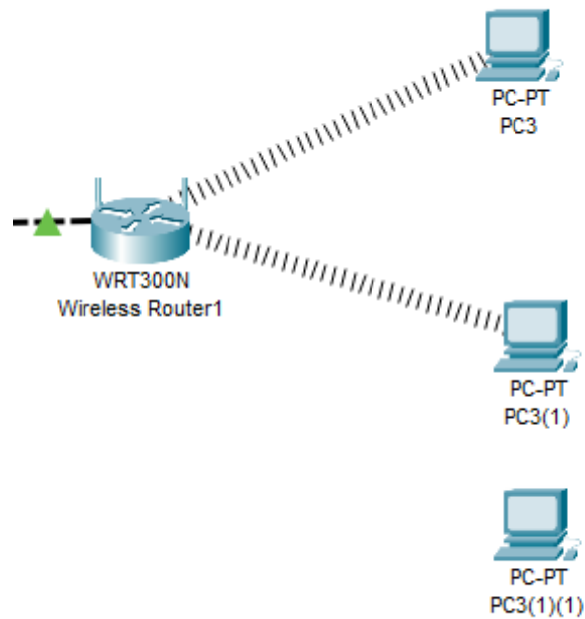 PC-PT
PC3
WRT300N
Wireless Router1
PC-PT
PC3(1)
PC-PT
PC3(1)(1)